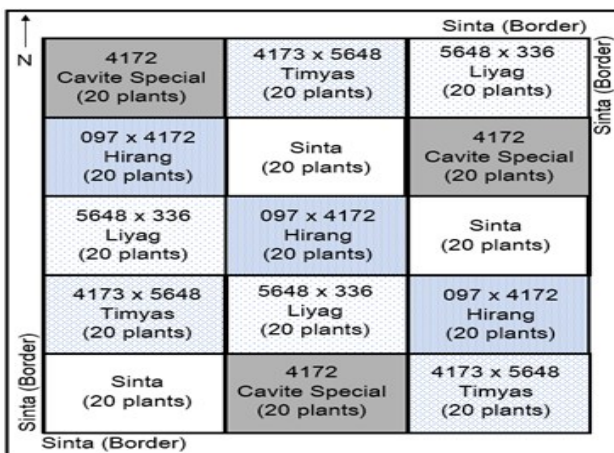 Sinta (Border)
N
4172
Cavite Special
(20 plants)
4173 x 5648
Timyas
(20 plants)
5648 x 336
Liyag
(20 plants)
Sinta (Border)
097 x 4172
Hirang
(20 plants)
Sinta
(20 plants)
4172
Cavite Special
(20 plants)
5648 x 336
Liyag
(20 plants)
097 x 4172
Hirang
(20 plants)
Sinta
(20 plants)
4173 x 5648
Timyas
(20 plants)
5648 x 336
Liyag
(20 plants)
097 x 4172
Hirang
(20 plants)
Sinta (Border)
Sinta
(20 plants)
4172
Cavite Special
(20 plants)
4173 x 5648
Timyas
(20 plants)
Sinta (Border)